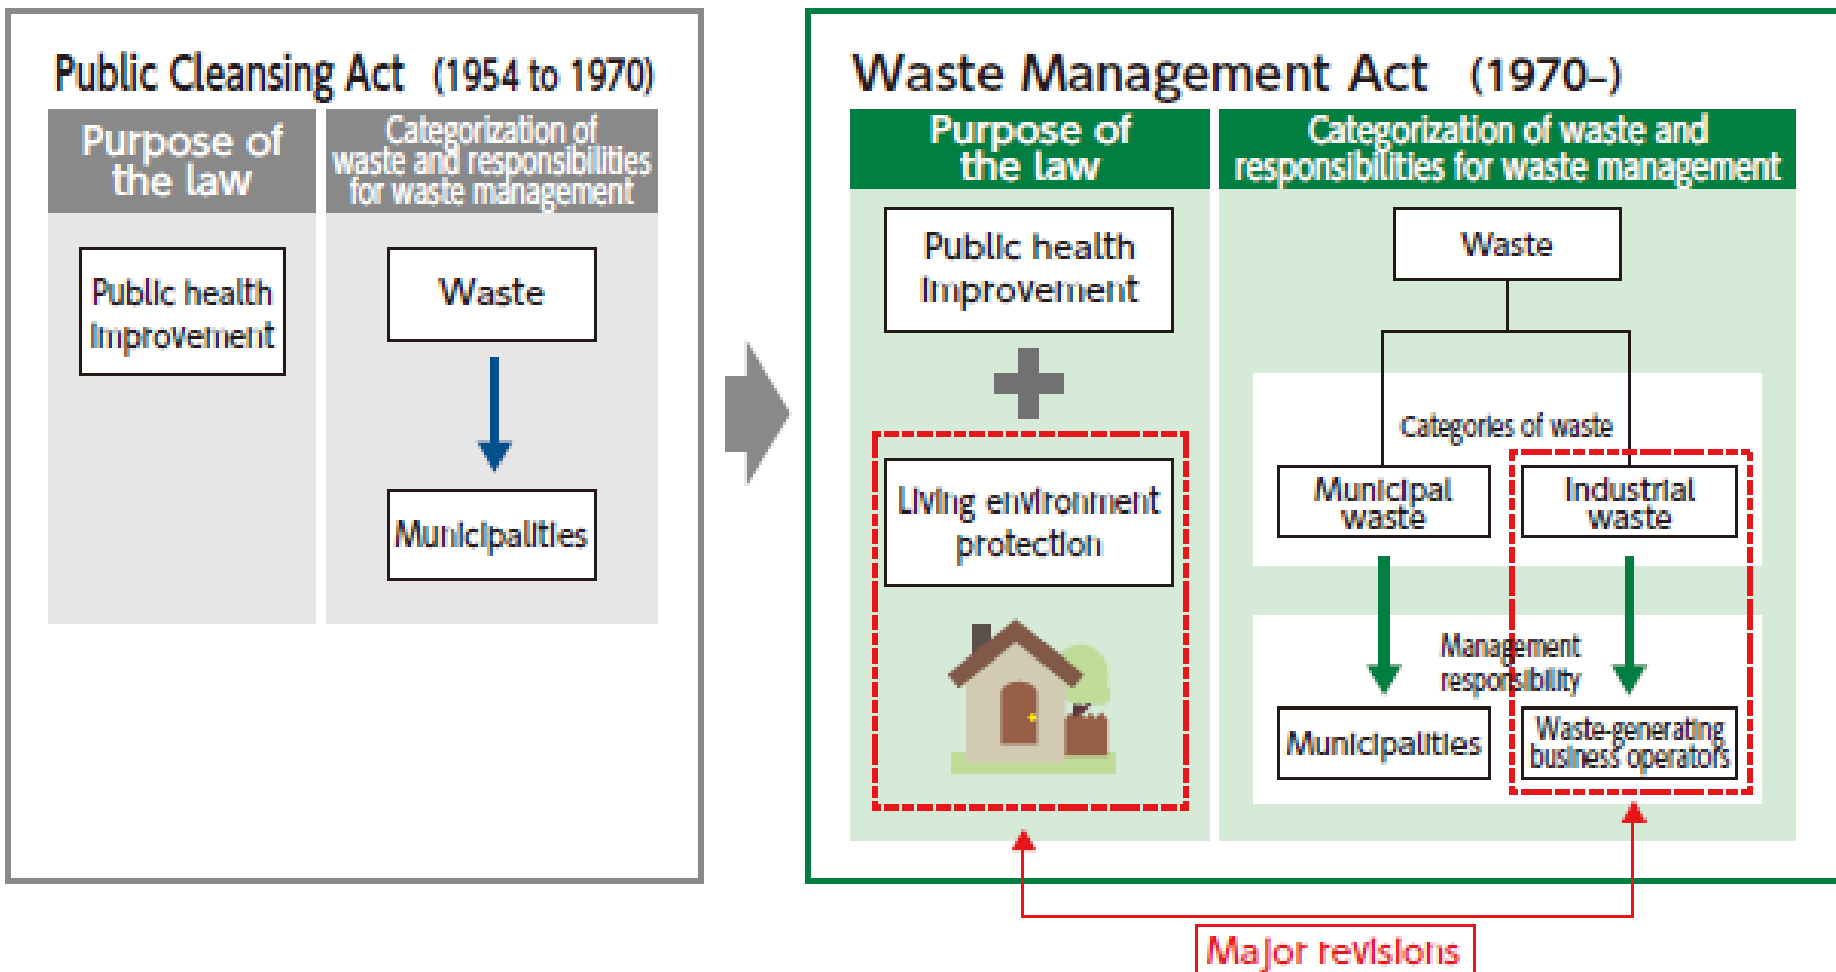 Public Cleansing Act (1954 to 1970)
Purpose of
the law
Categorization of
waste and responsibilities
for waste management
Public health
Improvement
Waste
Municipalities
Waste Management Act (1970–)
Purpose of
the law
Categorization of waste and
responsibilities for waste management
Public health
Improvement
Living environment
protection
Waste
Categories of waste
Municipal
waste
Industrial
waste
Management
responsibility
Municipalities
Waste-generating
business operators
Major revisions